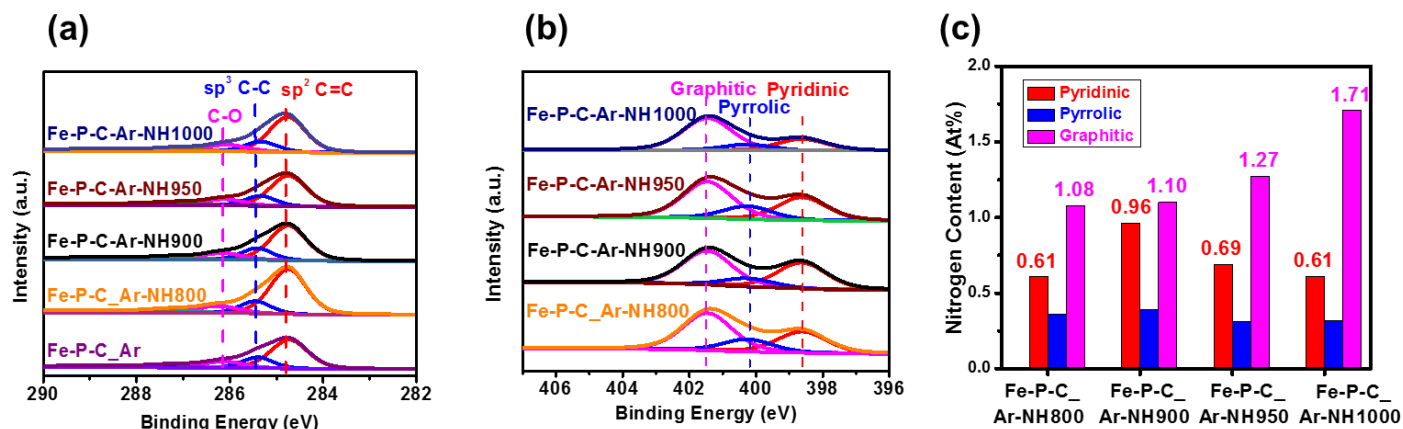 (a)
sp³ C-C
sp² C=C
C-O
Fe-P-C-Ar-NH1000
Fe-P-C-Ar-NH950
Fe-P-C-Ar-NH900
Fe-P-C_Ar-NH800
Fe-P-C_Ar
Intensity (a.u.)
290 288 286 284 282
Binding Energy (eV)
(b)
Graphitic
Pyridinic
Pyrrolic
Fe-P-C-Ar-NH1000
Fe-P-C-Ar-NH950
Fe-P-C-Ar-NH900
Fe-P-C_Ar-NH800
Intensity (a.u.)
406 404 402 400 398 396
Binding Energy (eV)
(c)
Nitrogen Content (At%)
2.0
1.5
1.0
0.5
0.0
Pyridinic
Pyrrolic
Graphitic
0.61
1.08
0.96
1.10
0.69
1.27
0.61
1.71
Fe-P-C_
Ar-NH800
Fe-P-C_
Ar-NH900
Fe-P-C_
Ar-NH950
Fe-P-C_
Ar-NH1000